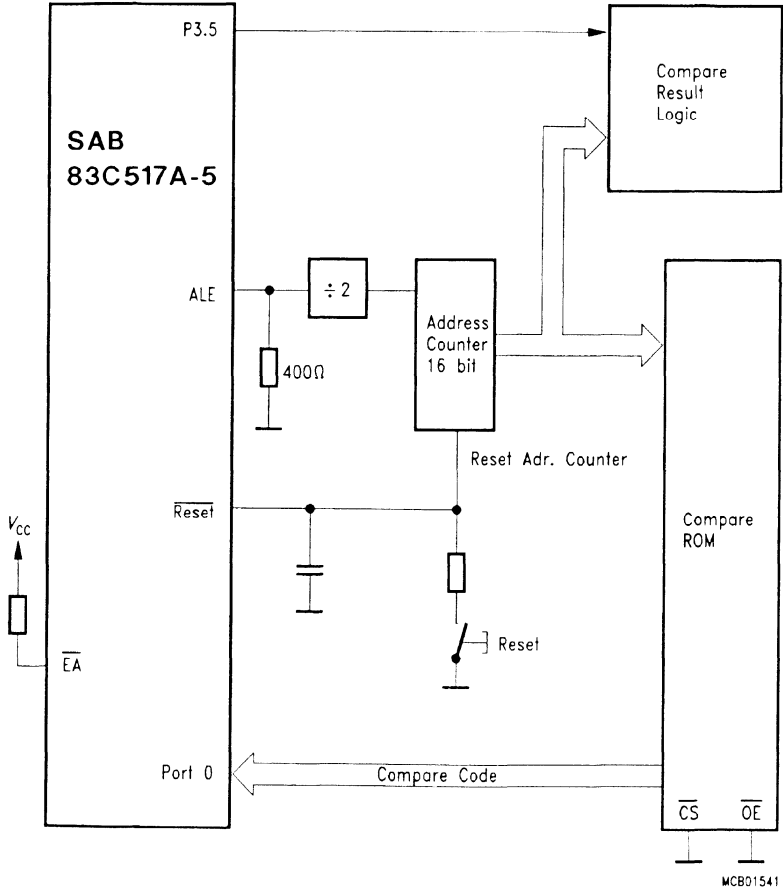 P3.5
SAB
83C517A-5
Compare
Result
Logic
ALE
÷2
Address
Counter
16 bit
400Ω
Reset Adr. Counter
Reset
VCC
Compare
ROM
Reset
EA
Port 0
Compare Code
CS
OE
MCB01541